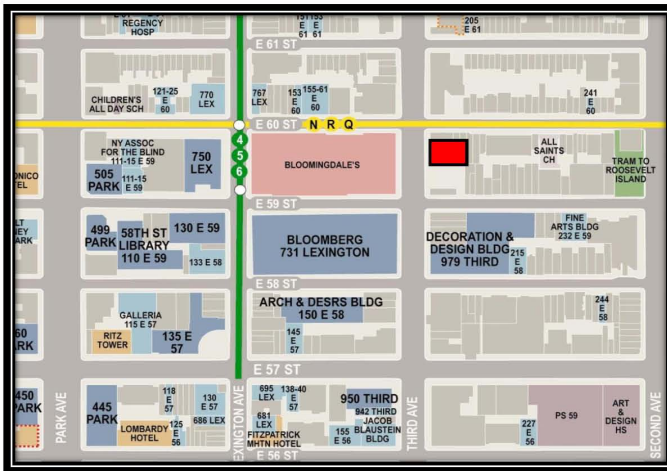 REGENCY
HOSP
151 153
E E
61 61
205
E 61
E 61 ST
CHILDREN'S
ALL DAY SCH
121-25
E
60
770
LEX
767
LEX
153
E
60
155-61
E
60
241
E
60
E 60 ST
N R Q
4
5
6
NY ASSOC
FOR THE BLIND
111-15 E 59
505
PARK
111-15
E 59
750
LEX
BLOOMINGDALE'S
ALL
SAINTS
CH
TRAM TO
ROOSEVELT
ISLAND
E 59 ST
499
PARK
58TH ST
LIBRARY
110 E 59
130 E 59
133 E 58
BLOOMBERG
731 LEXINGTON
DECORATION &
DESIGN BLDG
979 THIRD
215
E
58
FINE
ARTS BLDG
232 E 59
E 58 ST
GALLERIA
115 E 57
RITZ
TOWER
135 E
57
ARCH & DESRS BLDG
150 E 58
145
E
57
244
E
58
E 57 ST
445
PARK
118
E
57
LOMBARDY
HOTEL
125
E
56
130
E 57
686 LEX
695
LEX
138-40
E
57
681
LEX
FITZPATRICK
MHTN HOTEL
155
E 56
950 THIRD
942 THIRD
JACOB
BLAUSTEIN
BLDG
227
E
56
PS 59
ART
&
DESIGN
HS
E 56 ST
450
PARK
PARK AVE
LEXINGTON AVE
THIRD AVE
SECOND AVE